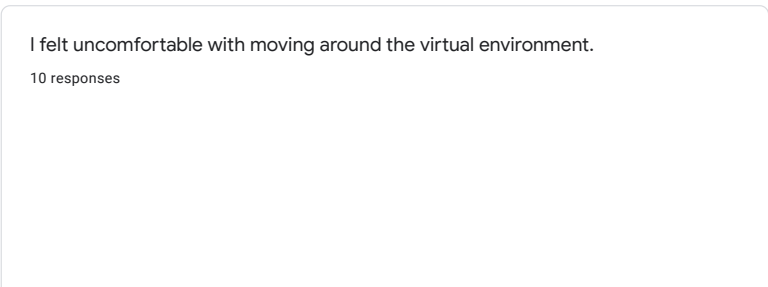 I felt uncomfortable with moving around the virtual environment.
10 responses